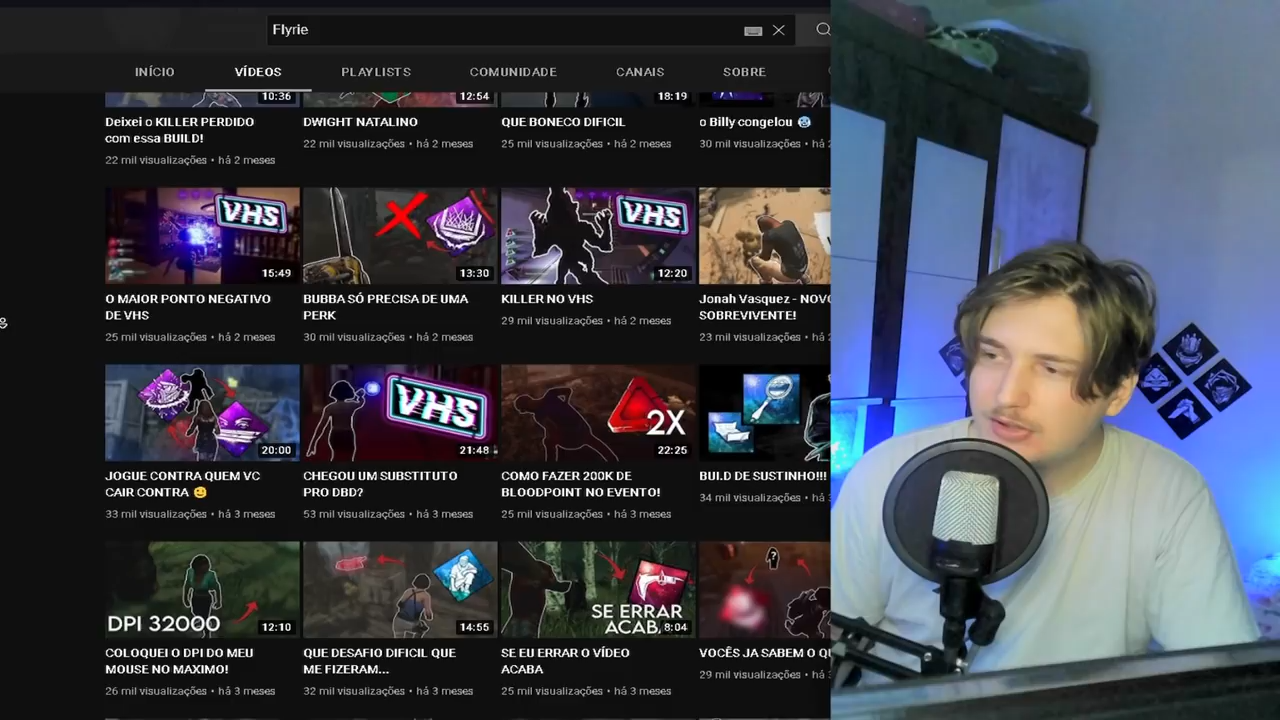 Flyrie
INÍCIO VÍDEOS PLAYLISTS COMUNIDADE CANAIS SOBRE
10:36 12:54 18:19
Deixei o KILLER PERDIDO
com essa BUILD!
22 mil visualizações • há 2 meses
DWIGHT NATALINO
22 mil visualizações • há 2 meses
QUE BONECO DIFICIL
25 mil visualizações • há 2 meses
o Billy congelou 🥶
30 mil visualizações • há 2 meses
VHS
15:49
13:30
VHS
12:20
O MAIOR PONTO NEGATIVO
DE VHS
25 mil visualizações • há 2 meses
BUBBA SÓ PRECISA DE UMA
PERK
30 mil visualizações • há 2 meses
KILLER NO VHS
29 mil visualizações • há 2 meses
Jonah Vasquez - NOVO
SOBREVIVENTE!
23 mil visualizações • há 2
20:00
VHS
21:48
2X
22:25
JOGUE CONTRA QUEM VC
CAIR CONTRA
33 mil visualizações • há 3 meses
CHEGOU UM SUBSTITUTO
PRO DBD?
53 mil visualizações • há 3 meses
COMO FAZER 200K DE
BLOODPOINT NO EVENTO!
25 mil visualizações • há 3 meses
BUILD DE SUSTINHO!!!
34 mil visualizações • há 3
DPI 32000
12:10
14:55
SE ERRAR
ACAB
8:04
COLOQUEI O DPI DO MEU
MOUSE NO MAXIMO!
26 mil visualizações • há 3 meses
QUE DESAFIO DIFICIL QUE
ME FIZERAM...
32 mil visualizações • há 3 meses
SE EU ERRAR O VÍDEO
ACABA
25 mil visualizações • há 3 meses
VOCÊS JA SABEM O QU
29 mil visualizações • há 3